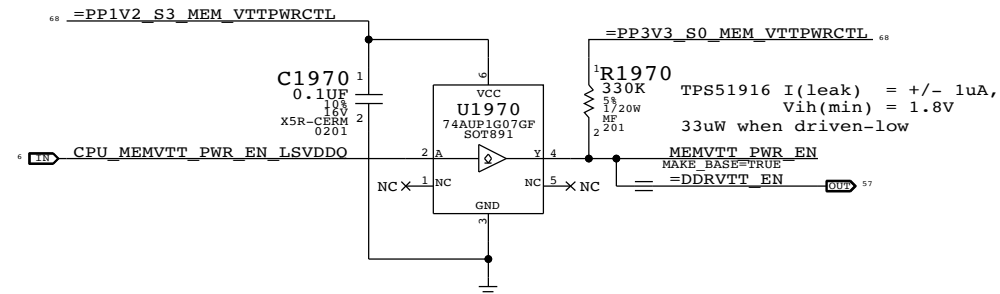 68 =PP1V2_S3_MEM_VTTPWRCTL
=PP3V3_S0_MEM_VTTPWRCTL 68
C1970 1
0.1UF
10%
16V
X5R-CERM 2
0201
6
VCC
U1970
74AUP1G07GF
SOT891
1 R1970
330K
5%
1/20W
MF
2 201
TPS51916 I(leak) = +/- 1uA,
Vih(min) = 1.8V
33uW when driven-low
6 IN CPU_MEMVTT_PWR_EN_LSVDDQ 2 A Y 4 MEMVTT_PWR_EN
MAKE_BASE=TRUE
NC 1 NC NC 5 NC
=DDRVTT_EN OUT 57
GND
3